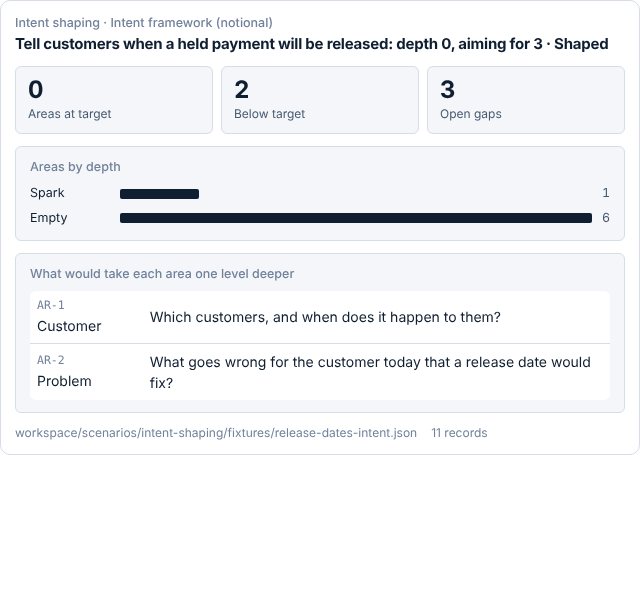 Intent shaping · Intent framework (notional)
Tell customers when a held payment will be released: depth 0, aiming for 3 · Shaped
0
Areas at target
2
Below target
3
Open gaps
Areas by depth
Spark 1
Empty 6
What would take each area one level deeper
AR-1
Customer
Which customers, and when does it happen to them?
AR-2
Problem
What goes wrong for the customer today that a release date would
fix?
workspace/scenarios/intent-shaping/fixtures/release-dates-intent.json 11 records